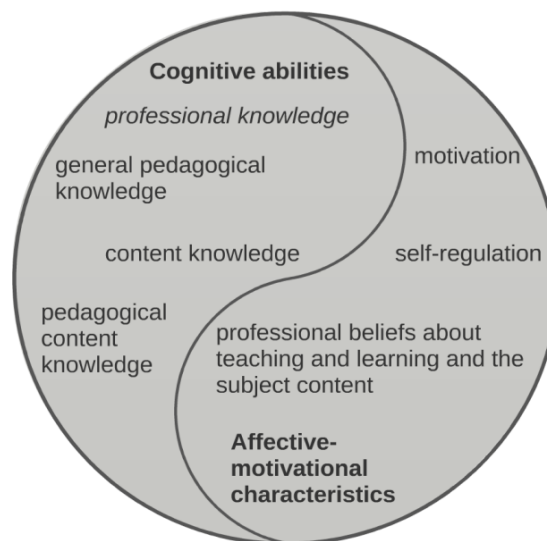 Cognitive abilities
professional knowledge
general pedagogical
knowledge
content knowledge
pedagogical
content
knowledge
motivation
self-regulation
professional beliefs about
teaching and learning and the
subject content
Affective-
motivational
characteristics